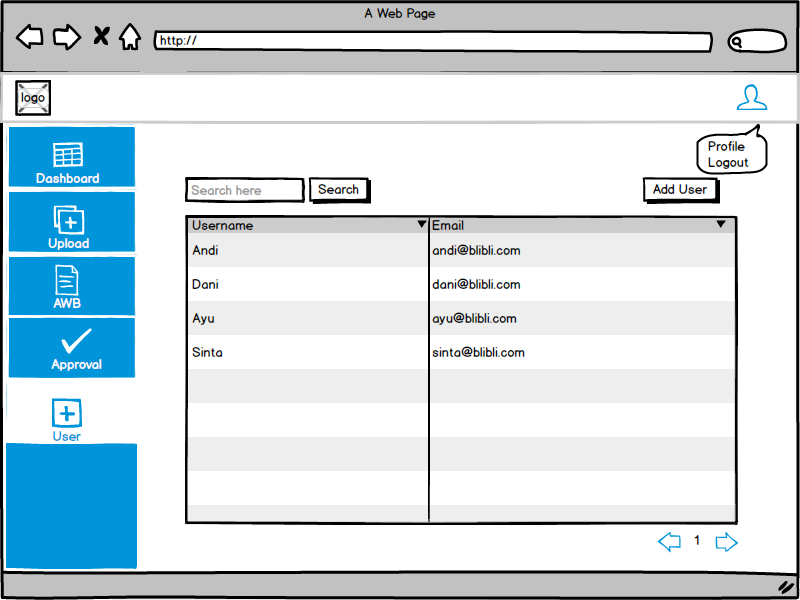 A Web Page
http://
logo
Profile
Logout
Dashboard
Upload
AWB
Approval
User
Search here
Search
Add User
Username
Email
Andi
andi@blibli.com
Dani
dani@blibli.com
Ayu
ayu@blibli.com
Sinta
sinta@blibli.com
1